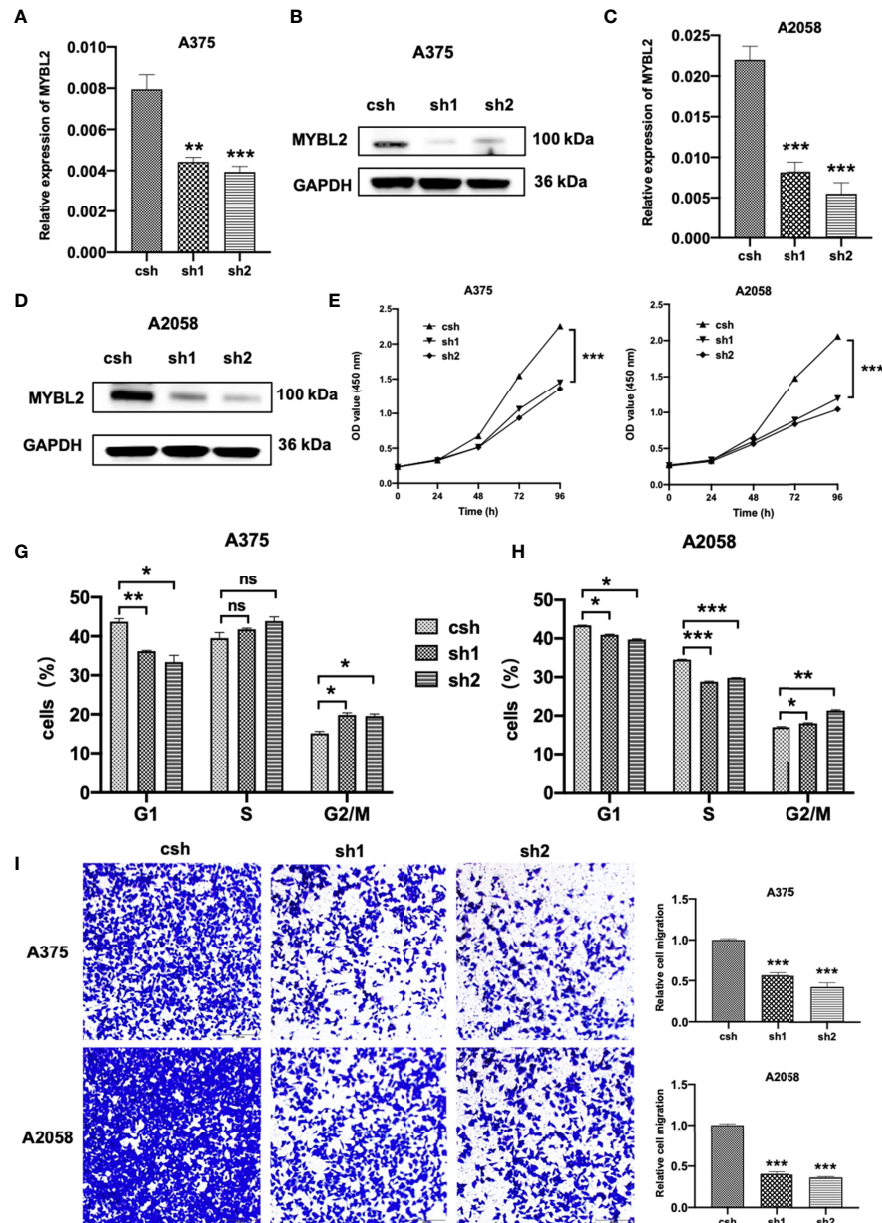 A
A375
Relative expression of MYBL2
0.010
0.008
0.006
0.004
0.002
0.000
**
***
csh
sh1
sh2
B
A375
csh sh1 sh2
MYBL2
100 kDa
GAPDH
36 kDa
C
A2058
Relative expression of MYBL2
0.025
0.020
0.015
0.010
0.005
0.000
***
***
csh
sh1
sh2
D
A2058
csh sh1 sh2
MYBL2
100 kDa
GAPDH
36 kDa
E
A375
OD value (450 nm)
2.5
2.0
1.5
1.0
0.5
0.0
csh
sh1
sh2
***
0 24 48 72 96
Time (h)
A2058
OD value (450 nm)
2.5
2.0
1.5
1.0
0.5
0.0
csh
sh1
sh2
***
0 24 48 72 96
Time (h)
G
A375
cells (%)
50
40
30
20
10
0
*
**
ns
ns
*
*
G1 S G2/M
csh
sh1
sh2
H
A2058
cells (%)
50
40
30
20
10
0
*
*
***
***
**
*
G1 S G2/M
I
csh sh1 sh2
A375
A2058
A375
Relative cell migration
1.5
1.0
0.5
0.0
***
***
csh sh1 sh2
A2058
Relative cell migration
1.5
1.0
0.5
0.0
***
***
csh sh1 sh2